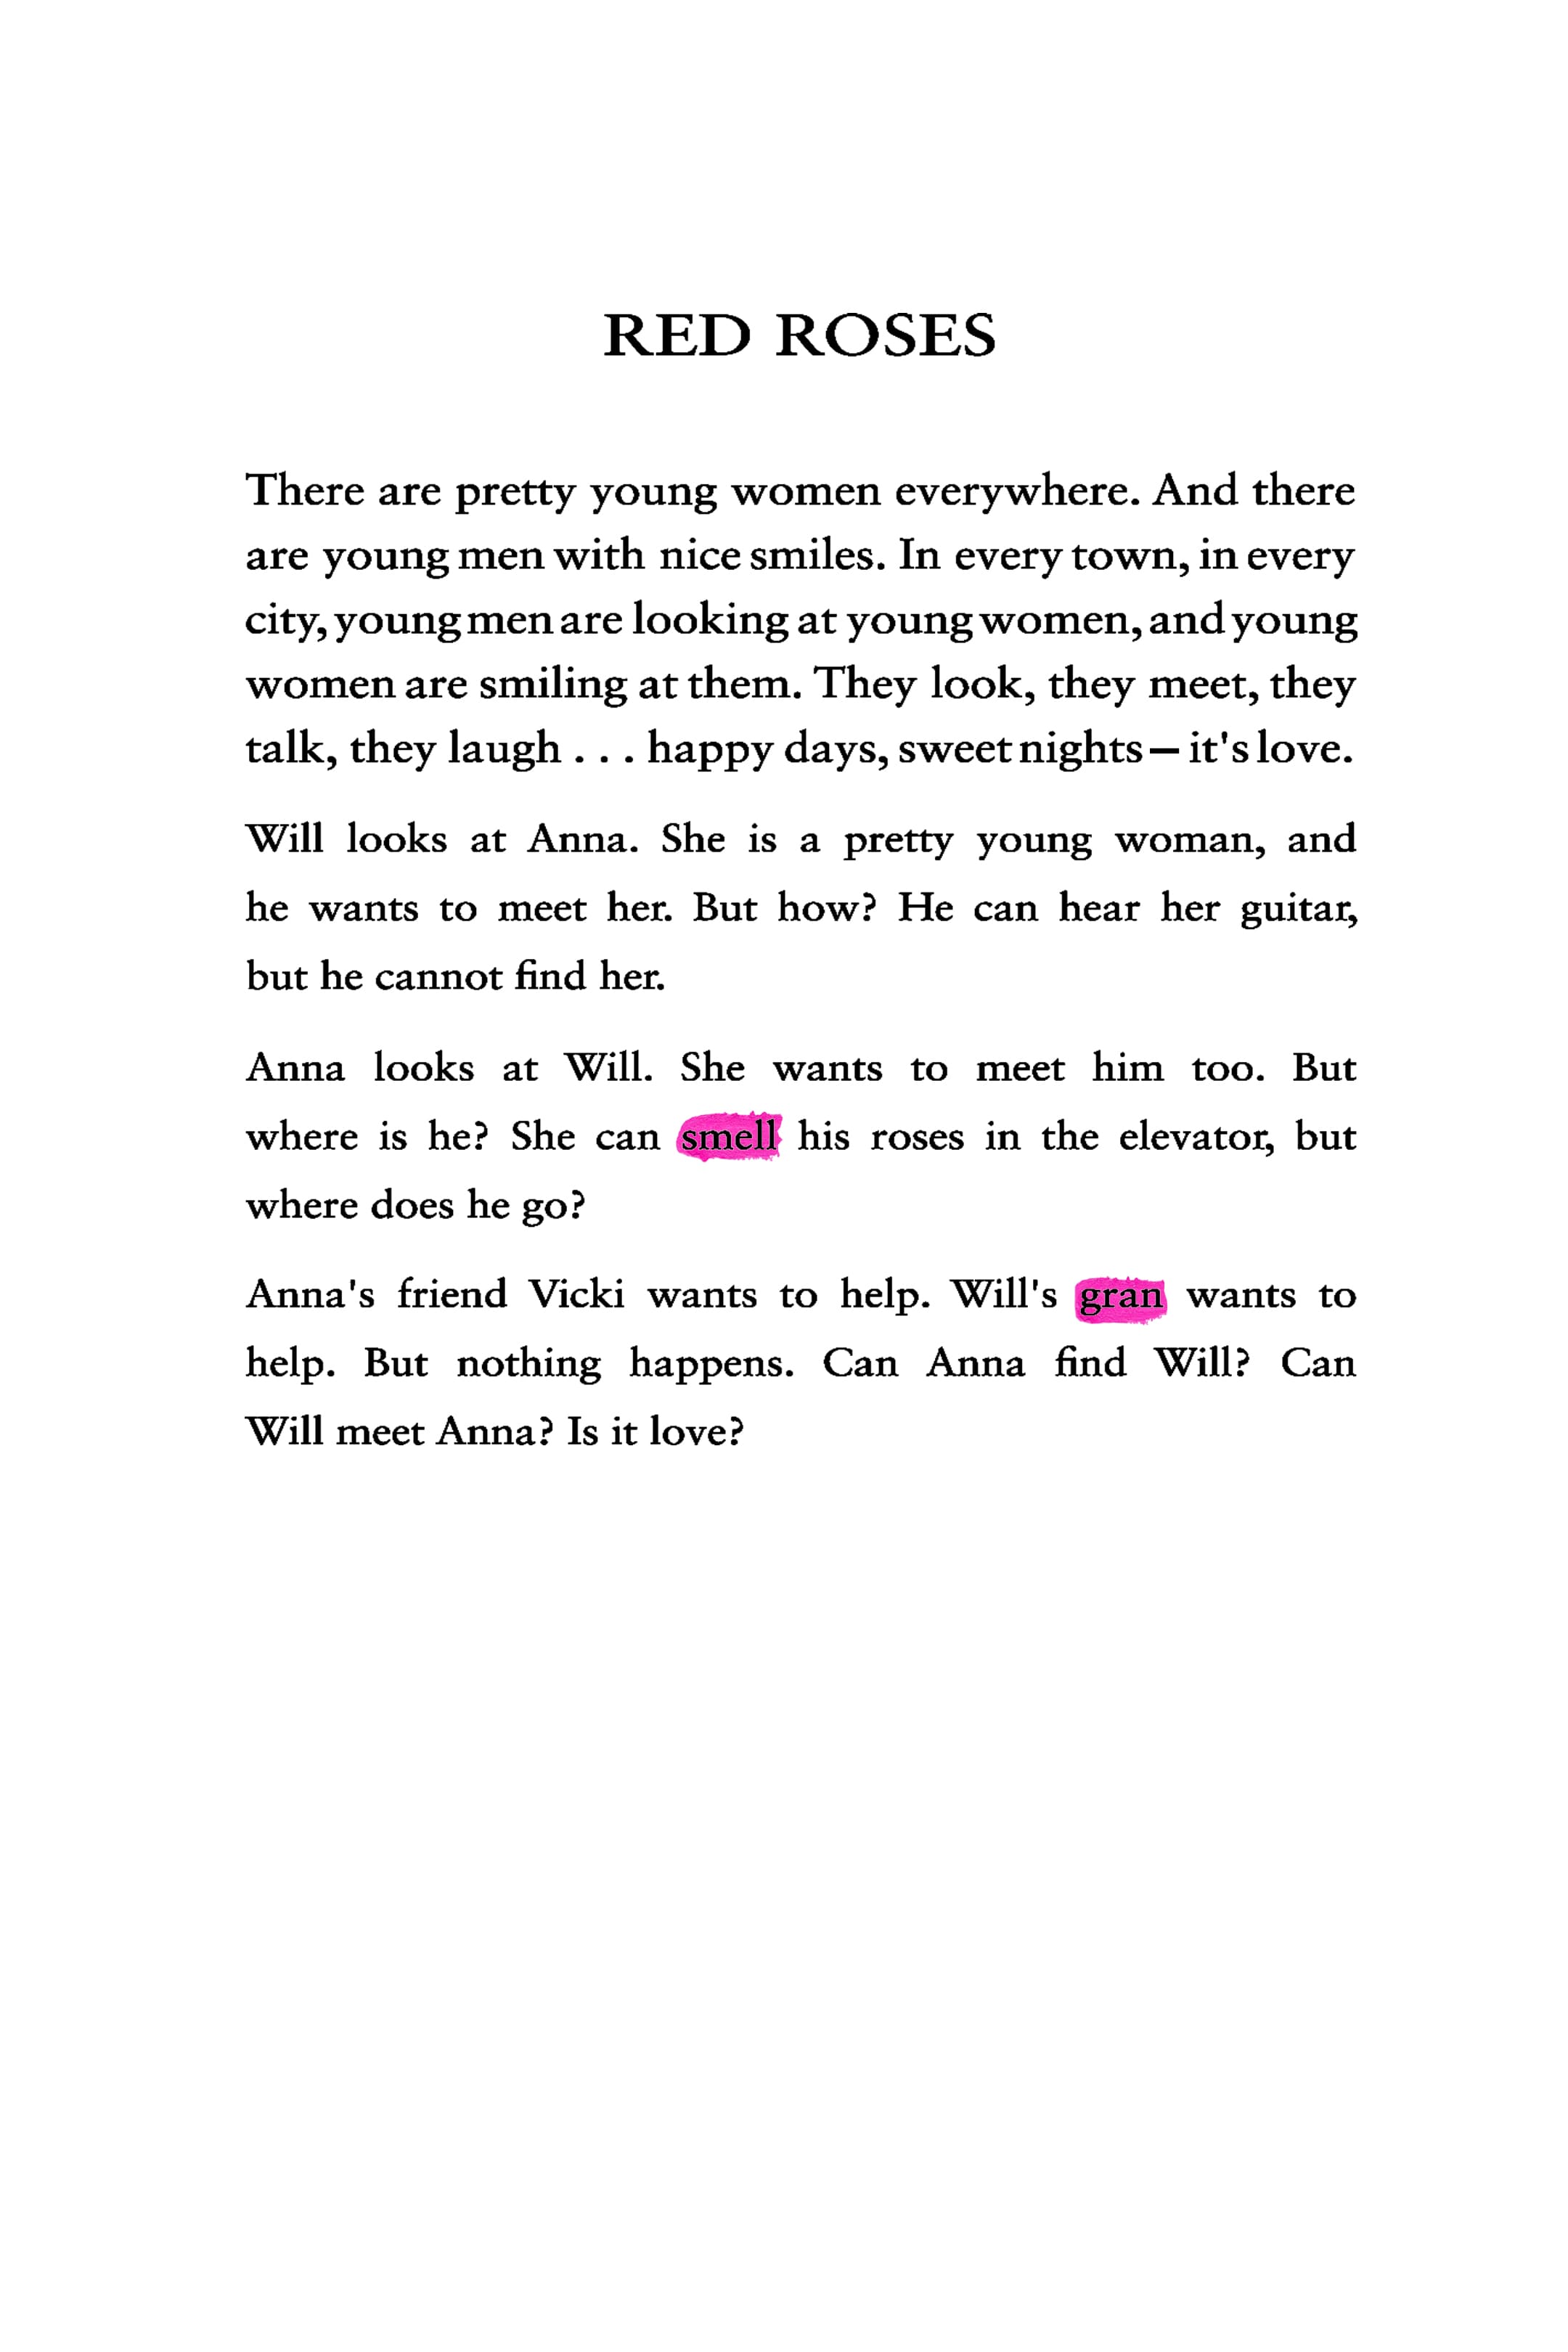 RED ROSES
There are pretty young women everywhere. And there
are young men with nice smiles. In every town, in every
city, young men are looking at young women, and young
women are smiling at them. They look, they meet, they
talk, they laugh . . . happy days, sweet nights – it's love.
Will looks at Anna. She is a pretty young woman, and
he wants to meet her. But how? He can hear her guitar,
but he cannot find her.
Anna looks at Will. She wants to meet him too. But
where is he? She can smell his roses in the elevator, but
where does he go?
Anna's friend Vicki wants to help. Will's gran wants to
help. But nothing happens. Can Anna find Will? Can
Will meet Anna? Is it love?